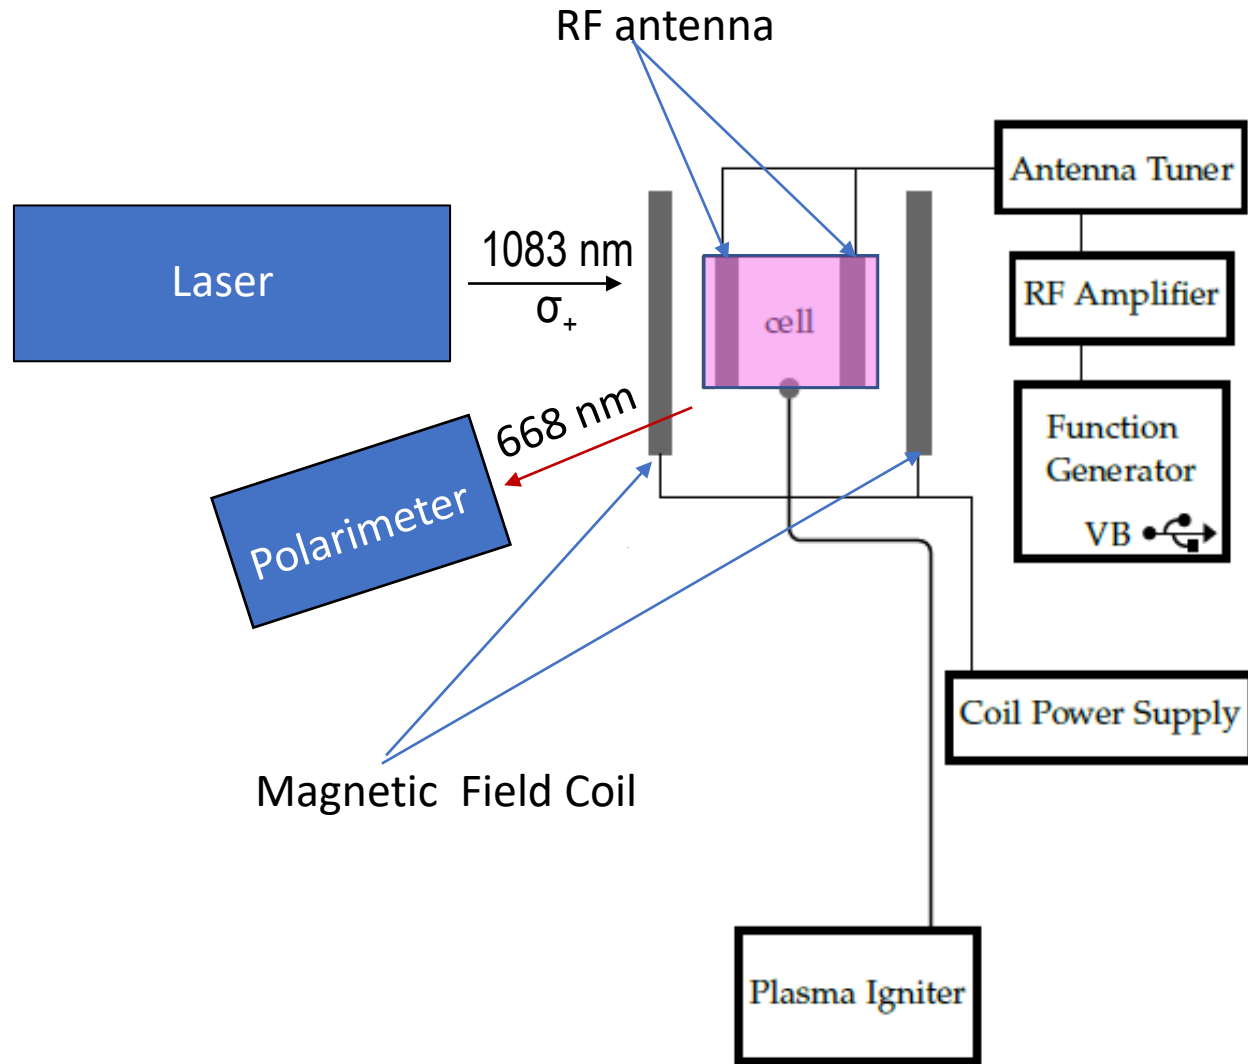 RF antenna
Antenna Tuner
Laser
1083 nm
σ+
RF Amplifier
cell
668 nm
Function
Generator
VB
Polarimeter
Coil Power Supply
Magnetic  Field Coil
Plasma Igniter